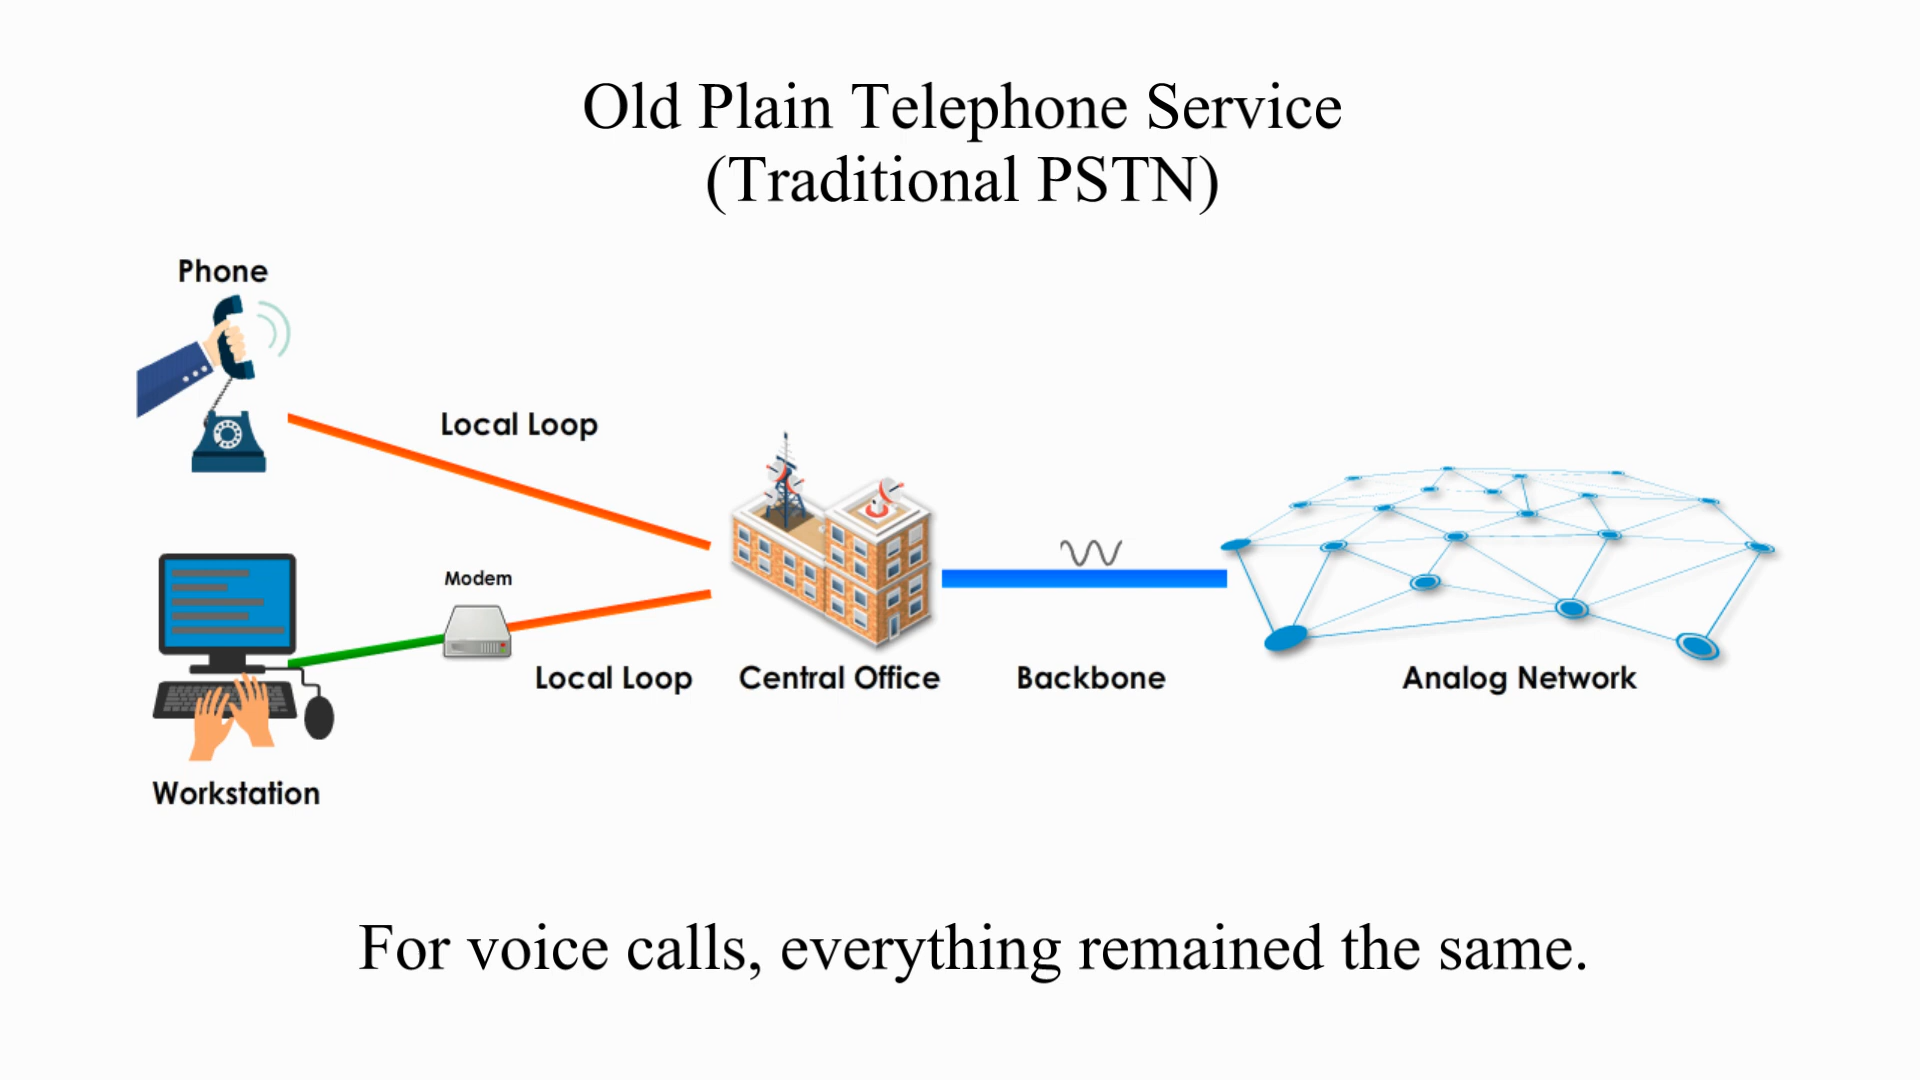 Old Plain Telephone Service
(Traditional PSTN)
Phone
Local Loop
Modem
Local Loop
Central Office
Backbone
Analog Network
Workstation
For voice calls, everything remained the same.